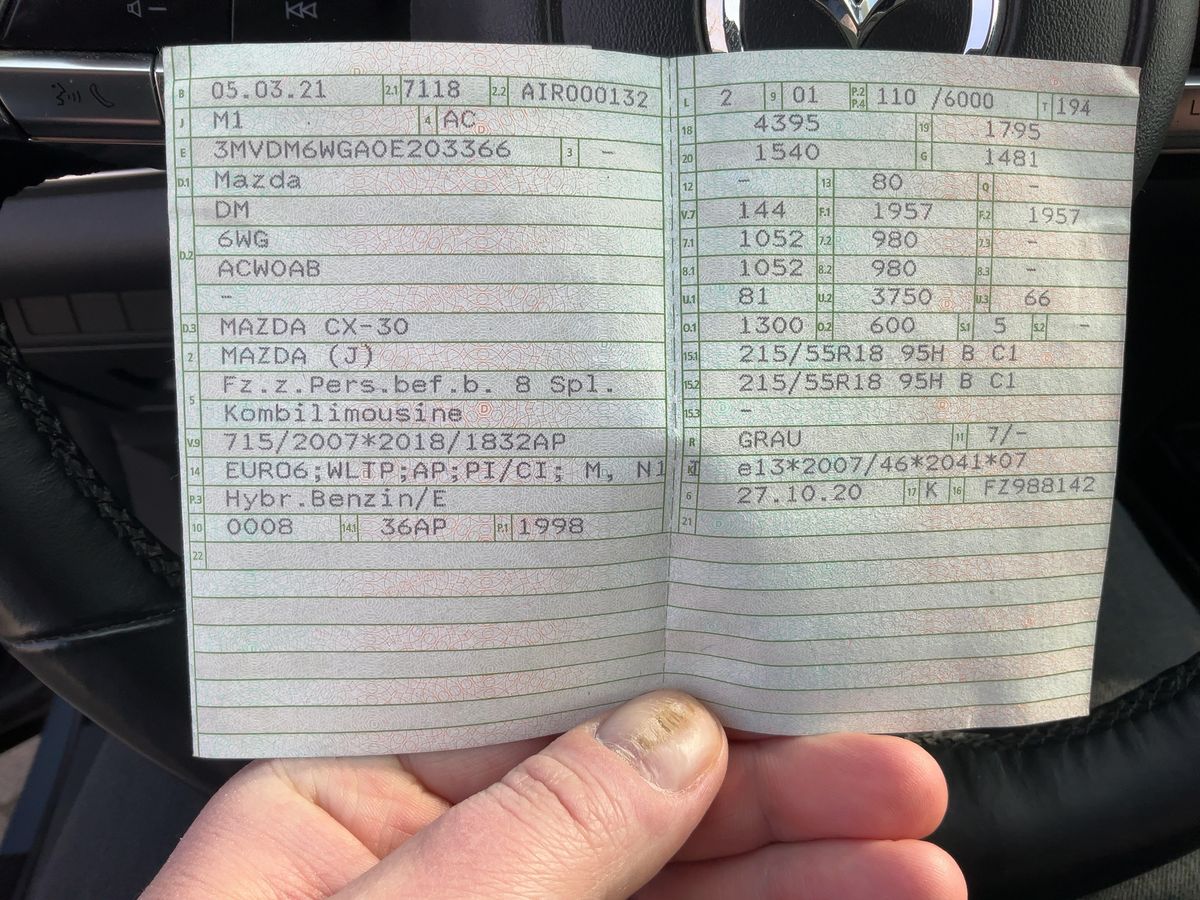 B 05.03.21 2.1 7118 2.2 AIR000132
J M1 4 AC
E 3MVDM6WGA0E203366 3 –
D.1 Mazda
DM
D.2 6WG
ACWOAB
–
D.3 MAZDA CX-30
2 MAZDA (J)
5 Fz.z.Pers.bef.b. 8 Spl.
Kombilimousine
V.9 715/2007*2018/1832AP
14 EURO6;WLTP;AP;PI/CI; M, N1 I
P.3 Hybr.Benzin/E
10 0008 14.1 36AP P.1 1998
22
L 2 9 01 P.2 P.4 110 /6000 T 194
18 4395 19 1795
20 1540 G 1481
12 – 13 80 Q –
V.7 144 F.1 1957 F.2 1957
7.1 1052 7.2 980 7.3 –
8.1 1052 8.2 980 8.3 –
U.1 81 U.2 3750 U.3 66
O.1 1300 O.2 600 S.1 5 S.2 –
15.1 215/55R18 95H B C1
15.2 215/55R18 95H B C1
15.3 –
R GRAU 11 7/–
K e13*2007/46*2041*07
6 27.10.20 17 K 16 FZ988142
21